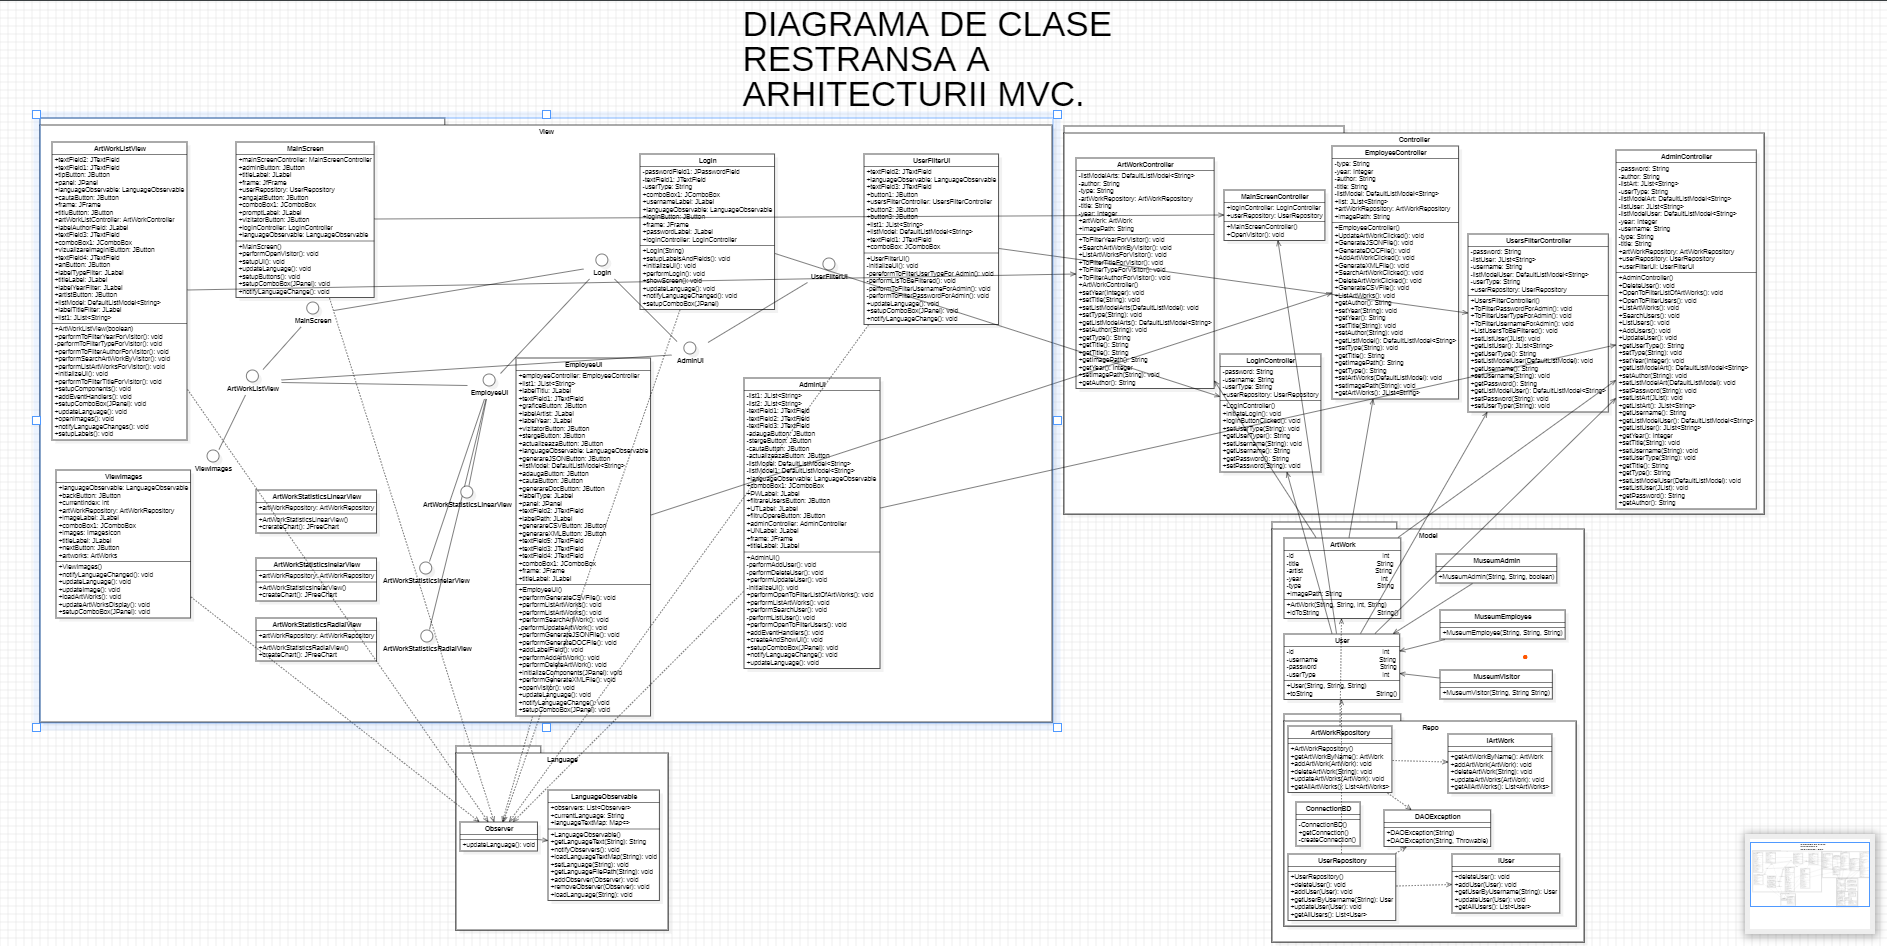 DIAGRAMA DE CLASE
RESTRANSA A
ARHITECTURII MVC.
View
ArtWorkListView
+textField2: JTextField
+textField1: JTextField
+tipButton: JButton
+panel: JPanel
+languageObservable: LanguageObservable
+cautaButton: JButton
+frame: JFrame
+titluButton: JButton
+artWorkListController: ArtWorkController
+labelAuthorField: JLabel
+textField3: JTextField
+comboBox1: JComboBox
+vizualizareImaginiButton: JButton
+textField4: JTextField
+anButton: JButton
+labelTypeFilter: JLabel
+titleLabel: JLabel
+labelYearFilter: JLabel
+artistButton: JButton
+listModel: DefaultListModel<String>
+labelTitleFilter: JLabel
+list1: JList<String>
+ArtWorkListView(boolean)
+performToFilterYearForVisitor(): void
+performToFilterTypeForVisitor(): void
+performToFilterAuthorForVisitor(): void
+performSearchArtWorkByVisitor(): void
+performListArtWorksForVisitor(): void
+initializeUI(): void
+performToFilterTitleForVisitor(): void
+setupComponents(): void
+addEventHandlers(): void
+setupComboBox(JPanel): void
+updateLanguage(): void
+openImages(): void
+notifyLanguageChanges(): void
+setupLabels(): void
MainScreen
+mainScreenController: MainScreenController
+adminButton: JButton
+titleLabel: JLabel
+frame: JFrame
+userRepository: UserRepository
+angajatButton: JButton
+comboBox1: JComboBox
+promptLabel: JLabel
+vizitatorButton: JButton
+loginController: LoginController
+languageObservable: LanguageObservable
+MainScreen()
+performOpenVisitor(): void
+setupUI(): void
+updateLanguage(): void
+setupButtons(): void
+setupComboBox(JPanel): void
+notifyLanguageChange(): void
Login
-passwordField1: JPasswordField
-textField1: JTextField
-userType: String
+comboBox1: JComboBox
+usernameLabel: JLabel
+languageObservable: LanguageObservable
+loginButton: JButton
+frame: JFrame
+passwordLabel: JLabel
+loginController: LoginController
+Login(String)
+setupLabelsAndFields(): void
+initializeUI(): void
+performLogin(): void
+showScreen(): void
+updateLanguage(): void
+notifyLanguageChanged(): void
+setupComboBox(JPanel)
UserFilterUI
+textField2: JTextField
+languageObservable: LanguageObservable
+textField3: JTextField
+button1: JButton
+usersFilterController: UsersFilterController
+button2: JButton
+button3: JButton
+list1: JList<String>
+listModel: DefaultListModel<String>
+textField1: JTextField
+comboBox: JComboBox
+UserFilterUI()
-initializeUI(): void
-performToFilterUserTypeForAdmin(): void
-performToFilterUsernameForAdmin(): void
-performToFilterPasswordForAdmin(): void
+updateLanguage(): void
+setupComboBox(JPanel): void
+notifyLanguageChange(): void
Login
UserFilterUI
MainScreen
AdminUI
ArtWorkListView
EmployeeUI
ViewImages
ArtWorkStatisticsLinearView
ArtWorkStatisticsInelarView
ArtWorkStatisticsRadialView
ViewImages
+languageObservable: LanguageObservable
+backButton: JButton
+currentIndex: int
+artWorkRepository: ArtWorkRepository
+imageLabel: JLabel
+comboBox1: JComboBox
+images: ImageIcon
+titleLabel: JLabel
+nextButton: JButton
+artworks: ArtWorks
+ViewImages()
+notifyLanguageChanged(): void
+updateLanguage(): void
+updateImage(): void
+loadArtWorks(): void
+updateArtWorksDisplay(): void
+setupComboBox(JPanel): void
ArtWorkStatisticsLinearView
+artWorkRepository: ArtWorkRepository
+ArtWorkStatisticsLinearView()
+createChart(): JFreeChart
ArtWorkStatisticsInelarView
+artWorkRepository: ArtWorkRepository
+ArtWorkStatisticsInelarView()
+createChart(): JFreeChart
ArtWorkStatisticsRadialView
+artWorkRepository: ArtWorkRepository
+ArtWorkStatisticsRadialView()
+createChart(): JFreeChart
EmployeeUI
+employeeController: EmployeeController
+list1: JList<String>
+labelTitlu: JLabel
+textField1: JTextField
+graficeButton: JButton
+labelArtist: JLabel
+labelYear: JLabel
+vizitatorButton: JButton
+stergeButton: JButton
+actualizeazaButton: JButton
+languageObservable: LanguageObservable
+generareJSONButton: JButton
+listModel: DefaultListModel<String>
+adaugaButton: JButton
+cautaButton: JButton
+generareDocButton: JButton
+labelType: JLabel
+panel: JPanel
+textField2: JTextField
+labelPath: JLabel
+generareCSVButton: JButton
+generareXMLButton: JButton
+textField5: JTextField
+textField3: JTextField
+textField4: JTextField
+comboBox1: JComboBox
+frame: JFrame
+titleLabel: JLabel
+EmployeeUI()
+performGenerateCSVFile(): void
+performListArtWorks(): void
+performListArtWorks(): void
+performSearchArtWork(): void
-performUpdateArtWork(): void
+performGenerateJSONFile(): void
+performGenerateDOCFile(): void
+addLabelField(): void
+performAddArtWork(): void
+performDeleteArtWork(): void
+initializeComponents(JPanel): void
+performGenerateXMLFile(): void
+openVisitor(): void
+updateLanguage(): void
+notifyLanguageChange(): void
+setupComboBox(JPanel): void
AdminUI
-list1: JList<String>
-list2: JList<String>
-textField1: JTextField
-textField2: JTextField
-textField3: JTextField
-adaugaButton: JButton
-stergeButton: JButton
-cautaButton: JButton
-actualizeazaButton: JButton
-listModel: DefaultListModel<String>
-listModel1: DefaultListModel<String>
+languageObservable: LanguageObservable
+comboBox1: JComboBox
+PWLabel: JLabel
+filtrareUsersButton: JButton
+UTLabel: JLabel
+filtruOpereButton: JButton
+adminController: AdminController
+UNLabel: JLabel
+frame: JFrame
+titleLabel: JLabel
+AdminUI()
-performAddUser(): void
-performDeleteUser(): void
+performUpdateUser(): void
-initializeUI(): void
+performOpenToFilterListOfArtWorks(): void
+performListArtWorks(): void
+performSearchUser(): void
-performListUser(): void
+performOpenToFilterUsers(): void
+addEventHandlers(): void
+createAndShowUI(): void
+setupComboBox(JPanel): void
+notifyLanguageChange(): void
+updateLanguage(): void
Controller
ArtWorkController
-listModelArts: DefaultListModel<String>
-author: String
-type: String
-artWorkRepository: ArtWorkRepository
-title: String
-year: Integer
+artWork: ArtWork
+imagePath: String
+ToFilterYearForVisitor(): void
+SearchArtWorkByVisitor(): void
+ListArtWorksForVisitor(): void
+ToFilterTitleForVisitor(): void
+ToFilterTypeForVisitor(): void
+ToFilterAuthorForVisitor(): void
+ArtWorkController()
+setYear(Integer): void
+setTitle(String): void
+setListModelArts(DefaultListModel): void
+setType(String): void
+getListModelArts(): DefaultListModel<String>
+setAuthor(String): void
+getType(): String
+getTitle(): String
+getImagePath(): String
+getYear(): Integer
+setImagePath(String): void
+getAuthor(): String
MainScreenController
+loginController: LoginController
+userRepository: UserRepository
+MainScreenController()
+OpenVisitor(): void
EmployeeController
-type: String
-year: Integer
-author: String
-title: String
-listModel: DefaultListModel<String>
+list: JList<String>
+artWorkRepository: ArtWorkRepository
+imagePath: String
+EmployeeController()
+UpdateArtWorkClicked(): void
+GenerateJSONFile(): void
+GenerateDOCFile(): void
+AddArtWorkClicked(): void
+GenerateXMLFile(): void
+SearchArtWorkClicked(): void
+DeleteArtWorkClicked(): void
+GenerateCSVFile(): void
+ListArtWorks(): void
+getAuthor(): String
+setYear(String): void
+getYear(): String
+setTitle(String): void
+setAuthor(String): void
+getListModel(): DefaultListModel<String>
+setType(String): void
+getTitle(): String
+getImagePath(): String
+getType(): String
+setArtWorks(DefaultListModel): void
+setImagePath(String): void
+getArtWorks(): JList<String>
LoginController
-password: String
-username: String
-userType: String
+userRepository: UserRepository
+LoginController()
+initiateLogin(): void
+loginButtonClicked(): void
+setUserType(String): void
+getUserType(): String
+setUsername(String): void
+getUsername(): String
+getPassword(): String
+setPassword(String): void
UsersFilterController
-password: String
-listUser: JList<String>
-username: String
-listModelUser: DefaultListModel<String>
-userType: String
+userRepository: UserRepository
+UsersFilterController()
+ToFilterPasswordForAdmin(): void
+ToFilterUserTypeForAdmin(): void
+ToFilterUsernameForAdmin(): void
+ListUsersToBeFiltered(): void
+setListUser(JList): void
+getListUser(): JList<String>
+getUserType(): String
+setListModelUser(DefaultListModel): void
+getUsername(): String
+setUsername(String): void
+getPassword(): String
+getListModelUser(): DefaultListModel<String>
+setPassword(String): void
+setUserType(String): void
AdminController
-password: String
-author: String
-listArt: JList<String>
-userType: String
-listModelArt: DefaultListModel<String>
-listUser: JList<String>
-listModelUser: DefaultListModel<String>
-year: Integer
-username: String
-type: String
-title: String
+artWorkRepository: ArtWorkRepository
+userRepository: UserRepository
+userFilterUI: UserFilterUI
+AdminController()
+DeleteUser(): void
+OpenToFilterListOfArtWorks(): void
+OpenToFilterUsers(): void
+ListArtWorks(): void
+SearchUsers(): void
+ListUsers(): void
+AddUsers(): void
+UpdateUser(): void
+getUserType(): String
+setType(String): void
+setYear(Integer): void
+getListModelArt(): DefaultListModel<String>
+setAuthor(String): void
+setListModelArt(DefaultListModel): void
+setPassword(String): void
+setListArt(JList): void
+getListArt(): JList<String>
+getUsername(): String
+getListModelUser(): DefaultListModel<String>
+getListUser(): JList<String>
+getYear(): Integer
+setTitle(String): void
+setUsername(String): void
+setUserType(String): void
+getTitle(): String
+getType(): String
+setListModelUser(DefaultListModel): void
+setListUser(JList): void
+getPassword(): String
+getAuthor(): String
Model
ArtWork
-id int
-title String
-artist String
-year int
-type String
+imagePath: String
+ArtWork(String, String, int, String)
+idToString String()
MuseumAdmin
+MuseumAdmin(String, String, boolean)
MuseumEmployee
+MuseumEmployee(String, String, String)
MuseumVisitor
+MuseumVisitor(String, String String)
User
-id int
-username String
-password String
-userType int
+User(String, String, String)
+toString String()
Repo
ArtWorkRepository
+ArtWorkRepository()
+getArtWorkByName(): ArtWork
+addArtWork(ArtWork): void
+deleteArtWork(String): void
+updateArtWorks(ArtWork): void
+getAllArtWorks(): List<ArtWorks>
IArtWork
+getArtWorkByName(): ArtWork
+addArtWork(ArtWork): void
+deleteArtWork(String): void
+updateArtWorks(ArtWork): void
+getAllArtWorks(): List<ArtWorks>
ConnectionBD
-ConnectionBD()
+getConnection()
-createConnection()
DAOException
+DAOException(String)
+DAOException(String, Throwable)
UserRepository
+UserRepository()
+deleteUser(): void
+addUser(User): void
+getUserByUsername(String): User
+updateUser(User): void
+getAllUsers(): List<User>
IUser
+deleteUser(): void
+addUser(User): void
+getUserByUsername(String): User
+updateUser(User): void
+getAllUsers(): List<User>
Language
Observer
+updateLanguage(): void
LanguageObservable
+observers: List<Observer>
+currentLanguage: String
+languageTextMap: Map<>
+LanguageObservable()
+getLanguageText(String): String
+notifyObservers(): void
+loadLanguageTextMap(String): void
+setLanguage(String): void
+getLanguageFilePath(String): void
+addObserver(Observer): void
+removeObserver(Observer): void
+loadLanguage(String): void